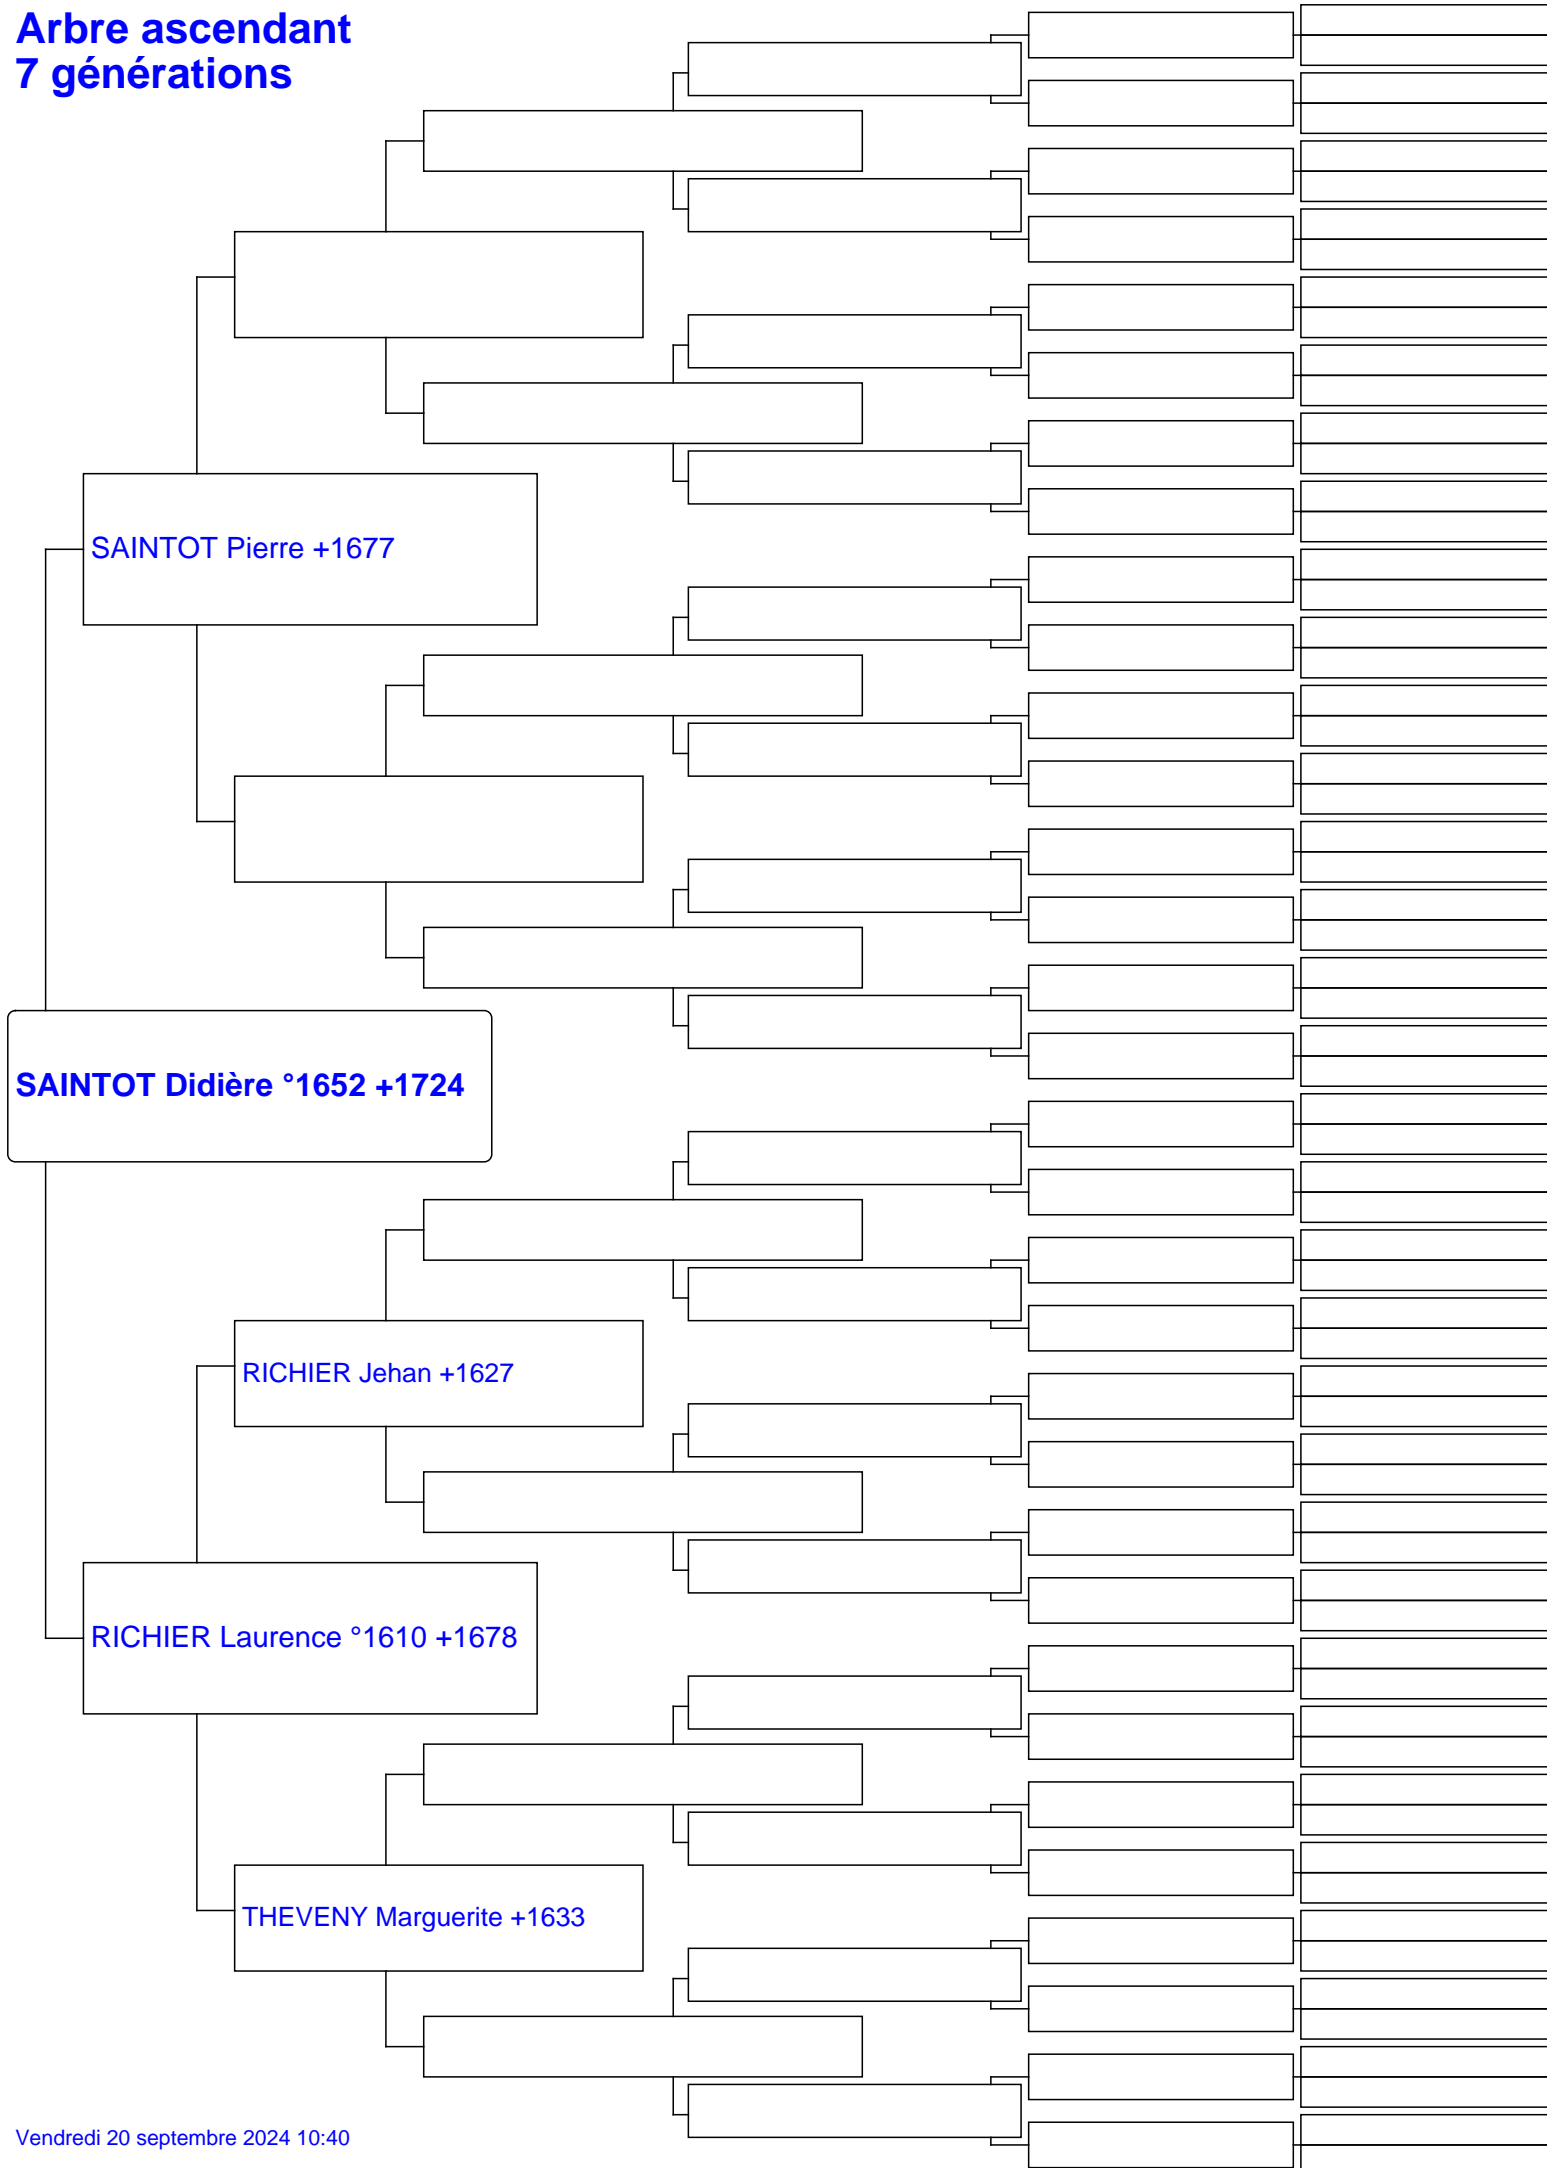 Arbre ascendant
7 générations
SAINTOT Pierre +1677
SAINTOT Didière °1652 +1724
RICHIER Jehan +1627
RICHIER Laurence °1610 +1678
THEVENY Marguerite +1633
Vendredi 20 septembre 2024 10:40